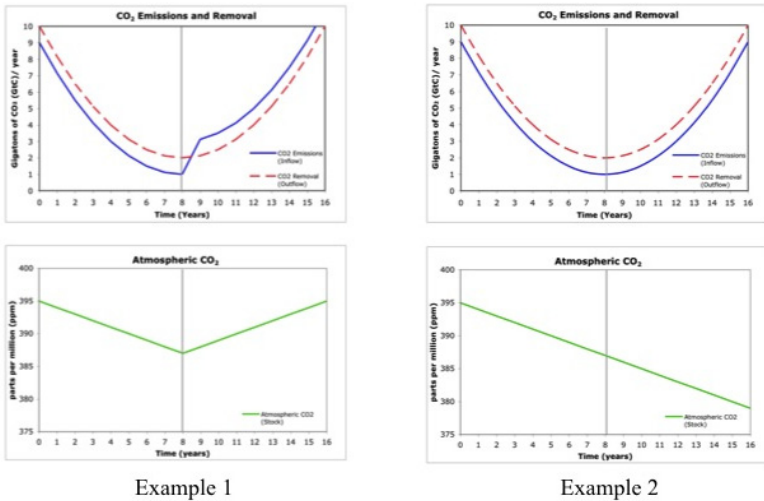 CO₂ Emissions and Removal
Gigatons of CO₂ (GtC)/ year
10
9
8
7
6
5
4
3
2
1
0
CO2 Emissions
(Inflow)
CO2 Removal
(Outflow)
0 1 2 3 4 5 6 7 8 9 10 11 12 13 14 15 16
Time (Years)
Atmospheric CO₂
parts per million (ppm)
400
395
390
385
380
375
Atmospheric CO2
(Stock)
0 1 2 3 4 5 6 7 8 9 10 11 12 13 14 15 16
Time (years)
Example 1
CO₂ Emissions and Removal
Gigatons of CO₂ (GtC)/ year
10
9
8
7
6
5
4
3
2
1
0
CO2 Emissions
(Inflow)
CO2 Removal
(Outflow)
0 1 2 3 4 5 6 7 8 9 10 11 12 13 14 15 16
Time (Years)
Atmospheric CO₂
parts per million (ppm)
400
395
390
385
380
375
Atmospheric CO2
(Stock)
0 1 2 3 4 5 6 7 8 9 10 11 12 13 14 15 16
Time (years)
Example 2